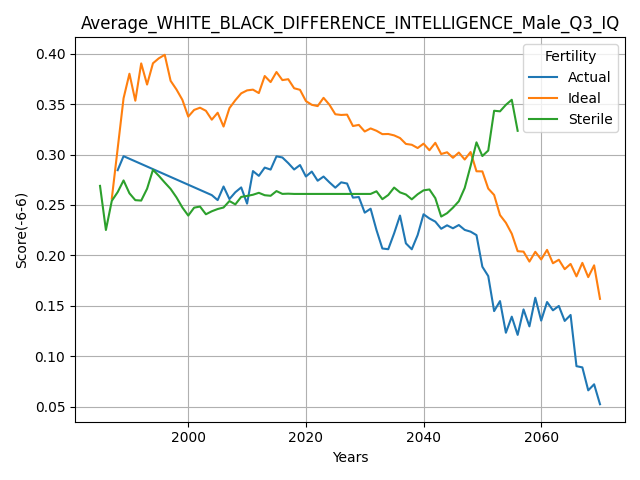 Average_WHITE_BLACK_DIFFERENCE_INTELLIGENCE_Male_Q3_IQ
Fertility
Actual
Ideal
Sterile
Score(-6-6)
0.40
0.35
0.30
0.25
0.20
0.15
0.10
0.05
2000
2020
2040
2060
Years